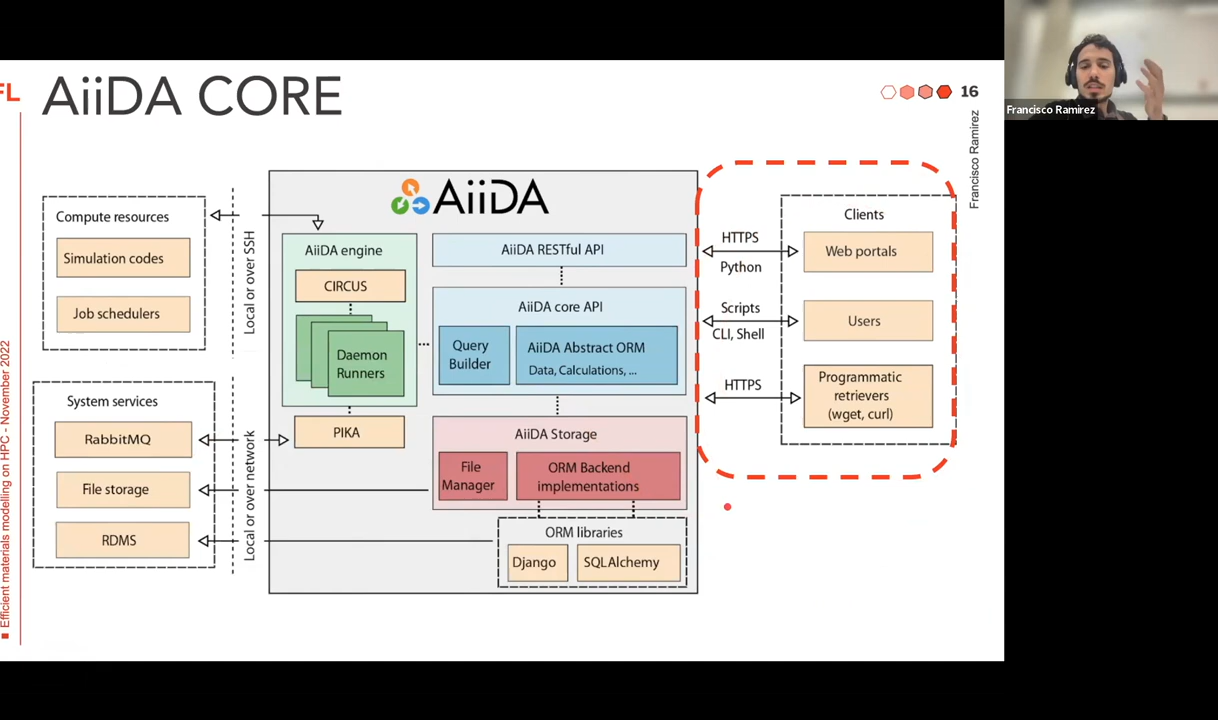 FL
AiiDA CORE
16
Francisco Ramirez
Francisco Ramirez
Efficient materials modelling on HPC - November 2022
Compute resources
Simulation codes
Job schedulers
Local or over SSH
System services
RabbitMQ
File storage
RDMS
Local or over network
AiiDA
AiiDA engine
CIRCUS
Daemon
Runners
PIKA
AiiDA RESTful API
AiiDA core API
Query
Builder
AiiDA Abstract ORM
Data, Calculations, ...
AiiDA Storage
File
Manager
ORM Backend
implementations
ORM libraries
Django
SQLAlchemy
HTTPS
Python
Scripts
CLI, Shell
HTTPS
Clients
Web portals
Users
Programmatic
retrievers
(wget, curl)